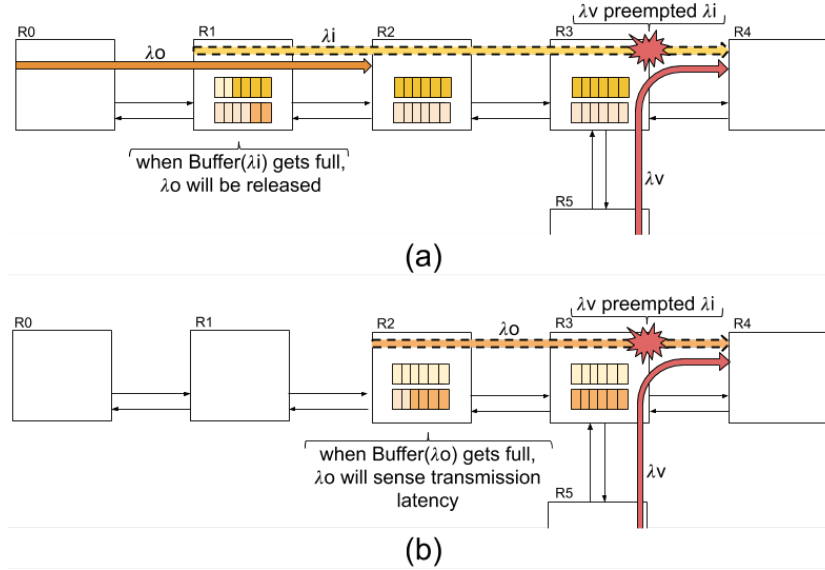 λv preempted λi
R0
R1
λi
R2
R3
R4
λo
when Buffer(λi) gets full,
λo will be released
λv
R5
(a)
λv preempted λi
R0
R1
R2
λo
R3
R4
when Buffer(λo) gets full,
λo will sense transmission
latency
λv
R5
(b)